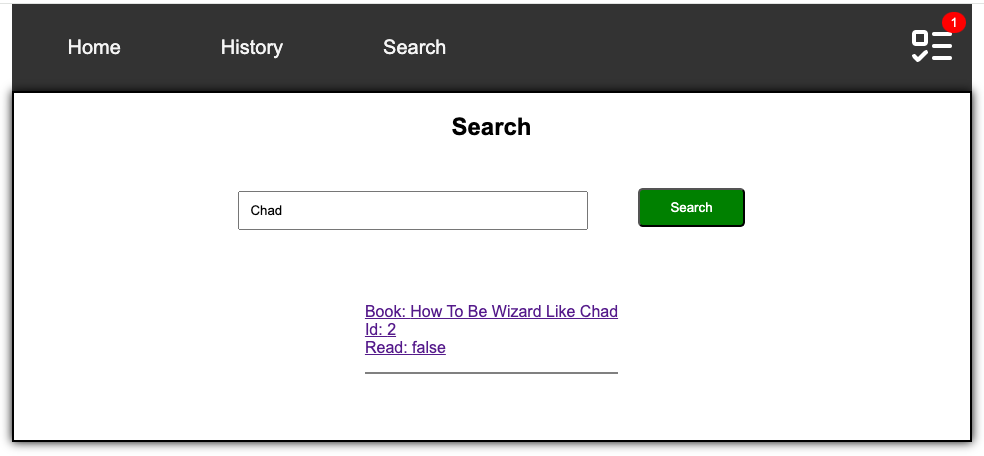 Home History Search 1
Search
Chad Search
Book: How To Be Wizard Like Chad
Id: 2
Read: false